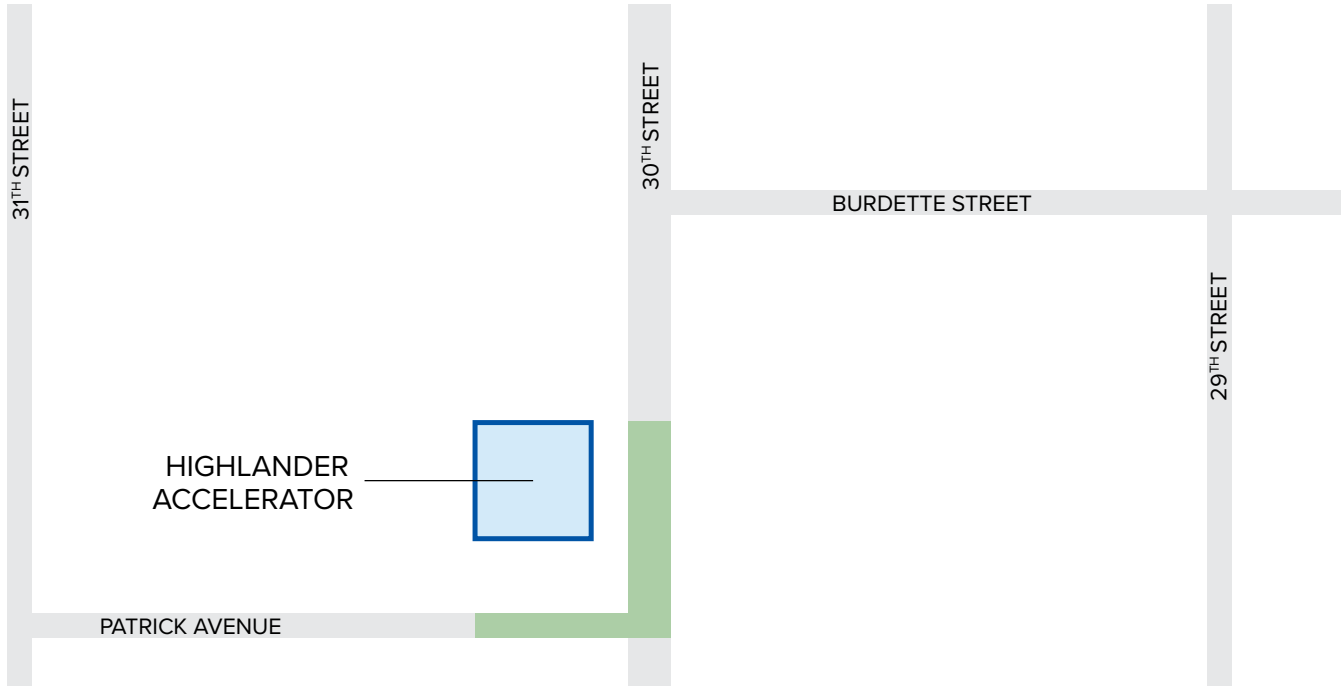 31TH STREET
30TH STREET
BURDETTE STREET
29TH STREET
HIGHLANDER
ACCELERATOR
PATRICK AVENUE